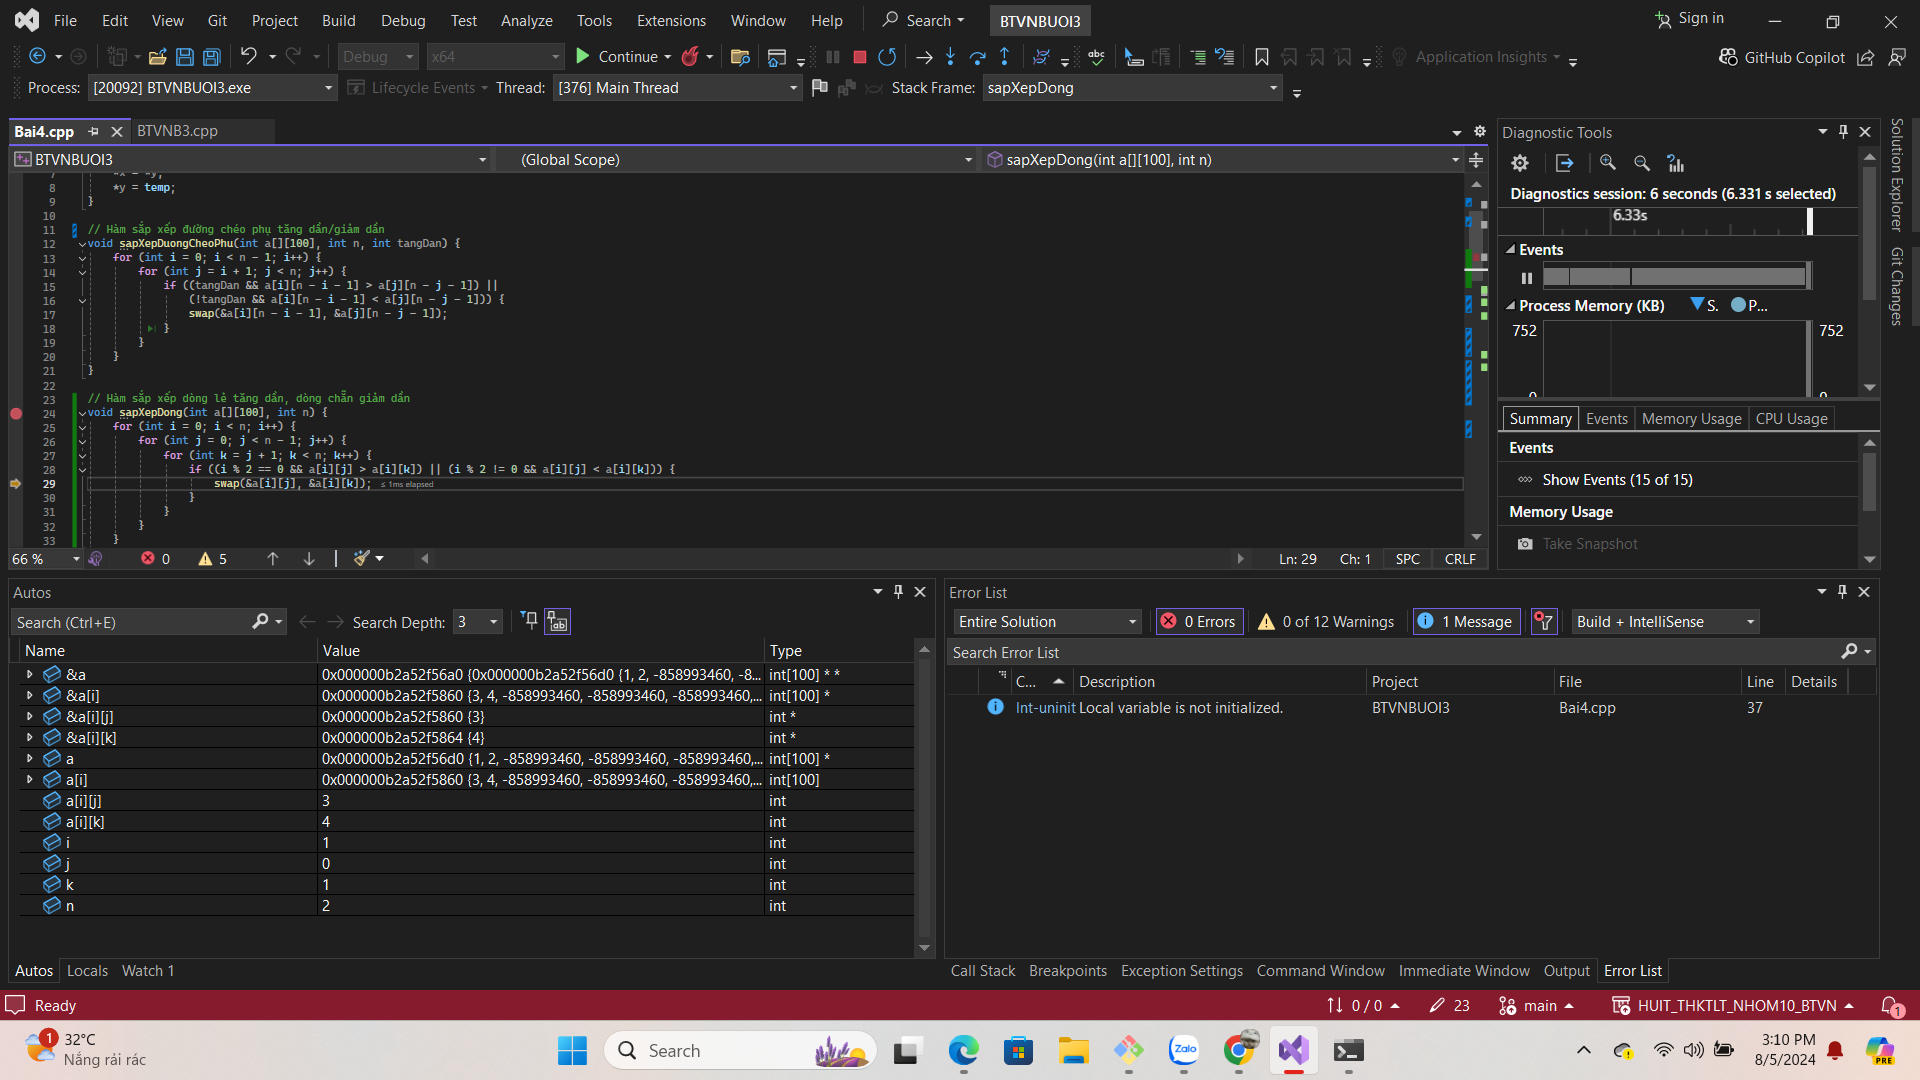 File Edit View Git Project Build Debug Test Analyze Tools Extensions Window Help Search BTVNBUOI3 Sign in
Debug x64 Continue Application Insights GitHub Copilot
Process: [20092] BTVNBUOI3.exe Lifecycle Events Thread: [376] Main Thread Stack Frame: sapXepDong
Bai4.cpp BTVNB3.cpp
BTVNBUOI3 (Global Scope) sapXepDong(int a[][100], int n)
7 *x = *y;
8 *y = temp;
9 }
10
11 // Hàm sắp xếp đường chéo phụ tăng dần/giảm dần
12 void sapXepDuongCheoPhu(int a[][100], int n, int tangDan) {
13 for (int i = 0; i < n - 1; i++) {
14 for (int j = i + 1; j < n; j++) {
15 if ((tangDan && a[i][n - i - 1] > a[j][n - j - 1]) ||
16 (!tangDan && a[i][n - i - 1] < a[j][n - j - 1])) {
17 swap(&a[i][n - i - 1], &a[j][n - j - 1]);
18 }
19 }
20 }
21 }
22
23 // Hàm sắp xếp dòng lẻ tăng dần, dòng chẵn giảm dần
24 void sapXepDong(int a[][100], int n) {
25 for (int i = 0; i < n; i++) {
26 for (int j = 0; j < n - 1; j++) {
27 for (int k = j + 1; k < n; k++) {
28 if ((i % 2 == 0 && a[i][j] > a[i][k]) || (i % 2 != 0 && a[i][j] < a[i][k])) {
29 swap(&a[i][j], &a[i][k]); ≤ 1ms elapsed
30 }
31 }
32 }
33 }
66 % 0 5 Ln: 29 Ch: 1 SPC CRLF
Diagnostic Tools
Diagnostics session: 6 seconds (6.331 s selected)
6.33s
Events
Process Memory (KB) S. P...
752 752
0 0
Summary Events Memory Usage CPU Usage
Events
Show Events (15 of 15)
Memory Usage
Take Snapshot
Solution Explorer
Git Changes
Autos
Search (Ctrl+E) Search Depth: 3
Name Value Type
&a 0x000000b2a52f56a0 {0x000000b2a52f56d0 {1, 2, -858993460, -8... int[100] * *
&a[i] 0x000000b2a52f5860 {3, 4, -858993460, -858993460, -858993460,... int[100] *
&a[i][j] 0x000000b2a52f5860 {3} int *
&a[i][k] 0x000000b2a52f5864 {4} int *
a 0x000000b2a52f56d0 {1, 2, -858993460, -858993460, -858993460,... int[100] *
a[i] 0x000000b2a52f5860 {3, 4, -858993460, -858993460, -858993460,... int[100]
a[i][j] 3 int
a[i][k] 4 int
i 1 int
j 0 int
k 1 int
n 2 int
Autos Locals Watch 1
Error List
Entire Solution 0 Errors 0 of 12 Warnings 1 Message Build + IntelliSense
Search Error List
C... Description Project File Line Details
Int-uninit Local variable is not initialized. BTVNBUOI3 Bai4.cpp 37
Call Stack Breakpoints Exception Settings Command Window Immediate Window Output Error List
Ready 0 / 0 23 main HUIT_THKTLT_NHOM10_BTVN 1
1 32°C
Nắng rải rác
Search
Zalo
PRE
3:10 PM
8/5/2024